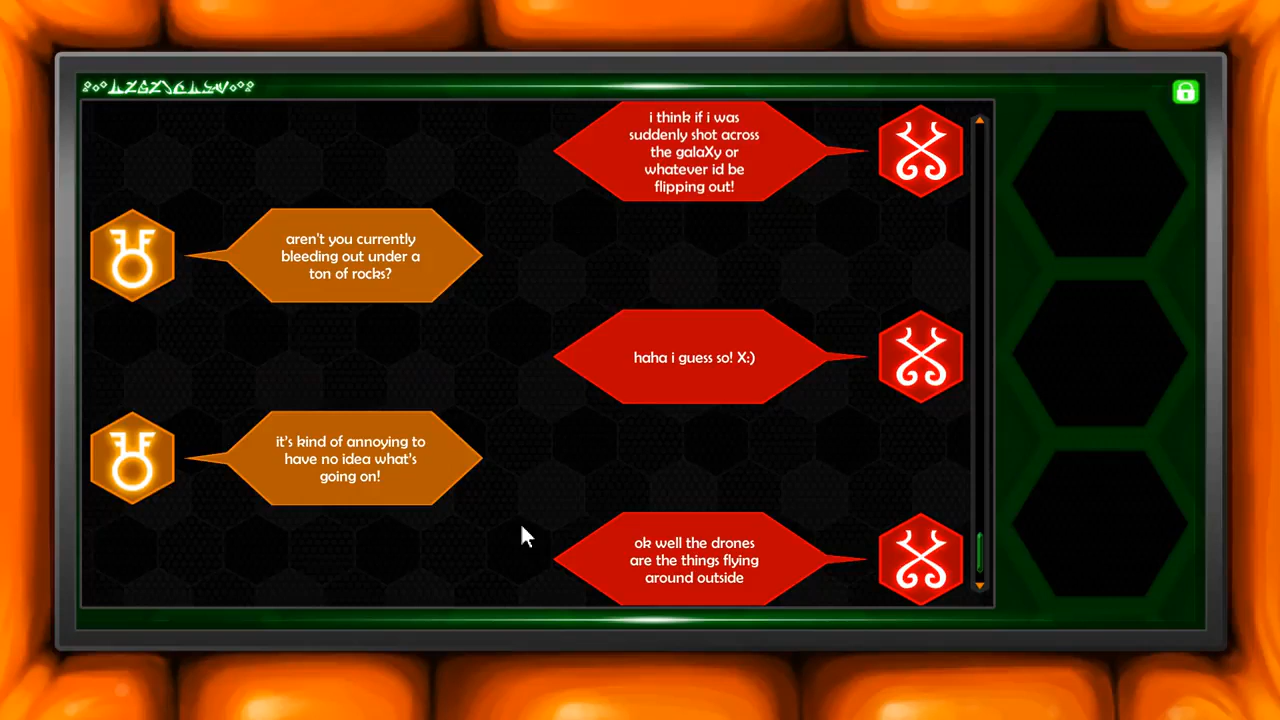 i think if i was
suddenly shot across
the galaXy or
whatever id be
flipping out!
aren't you currently
bleeding out under a
ton of rocks?
haha i guess so! X:)
it's kind of annoying to
have no idea what's
going on!
ok well the drones
are the things flying
around outside